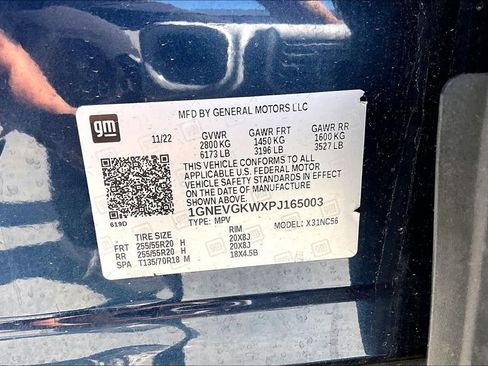 gm
MFD BY GENERAL MOTORS LLC
11/22 GVWR GAWR FRT GAWR RR
2800 KG 1450 KG 1600 KG
6173 LB 3196 LB 3527 LB
THIS VEHICLE CONFORMS TO ALL
APPLICABLE U.S. FEDERAL MOTOR
VEHICLE SAFETY STANDARDS IN EFFECT ON
THE DATE OF MANUFACTURE SHOWN ABOVE.
1GNEVGKWXPJ165003
619D
TYPE: MPV MODEL: X31NC56
TIRE SIZE RIM
FRT 255/55R20 H 20X8J
RR 255/55R20 H 20X8J
SPA T135/70R18 M 18X4.5B